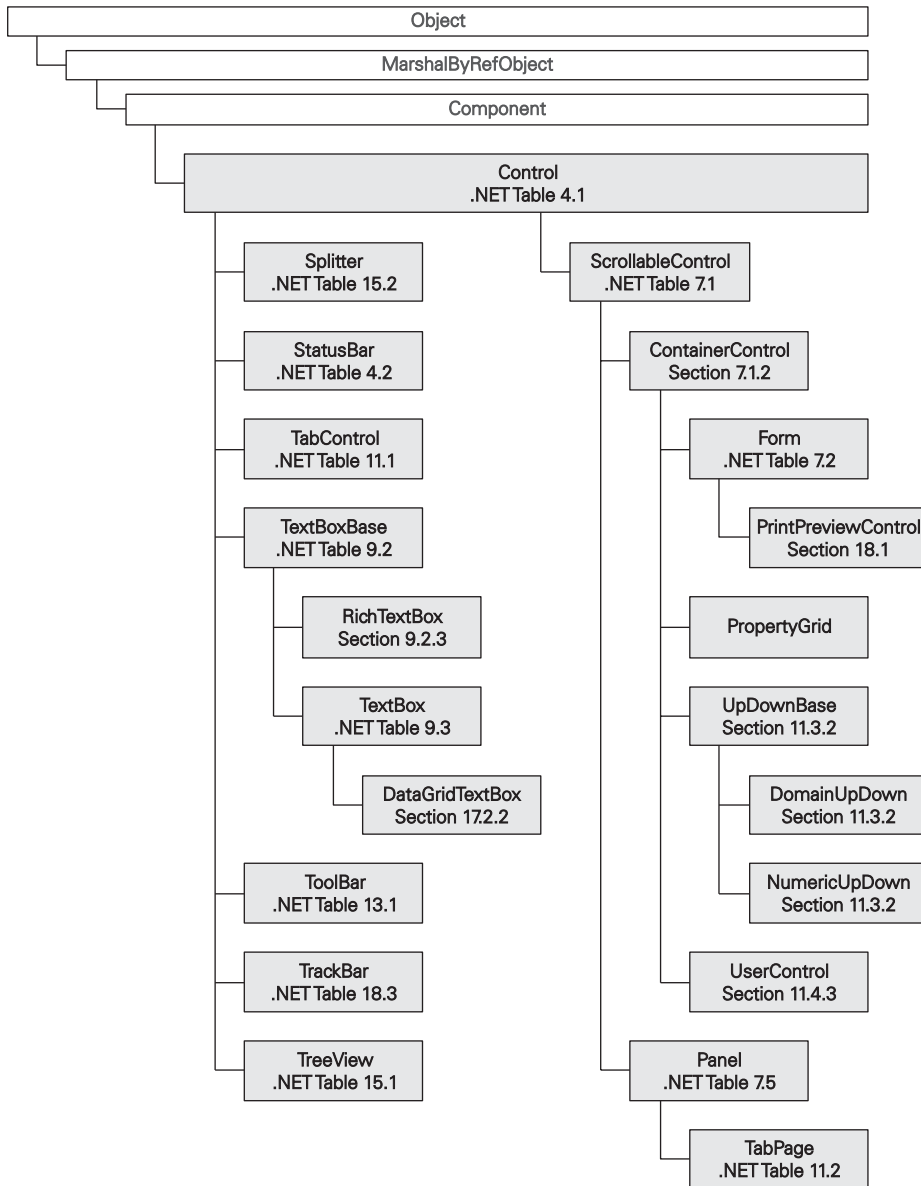 Object
MarshalByRefObject
Component
Control
.NET Table 4.1
Splitter
.NET Table 15.2
StatusBar
.NET Table 4.2
TabControl
.NET Table 11.1
TextBoxBase
.NET Table 9.2
RichTextBox
Section 9.2.3
TextBox
.NET Table 9.3
DataGridTextBox
Section 17.2.2
ToolBar
.NET Table 13.1
TrackBar
.NET Table 18.3
TreeView
.NET Table 15.1
ScrollableControl
.NET Table 7.1
ContainerControl
Section 7.1.2
Form
.NET Table 7.2
PrintPreviewControl
Section 18.1
PropertyGrid
UpDownBase
Section 11.3.2
DomainUpDown
Section 11.3.2
NumericUpDown
Section 11.3.2
UserControl
Section 11.4.3
Panel
.NET Table 7.5
TabPage
.NET Table 11.2